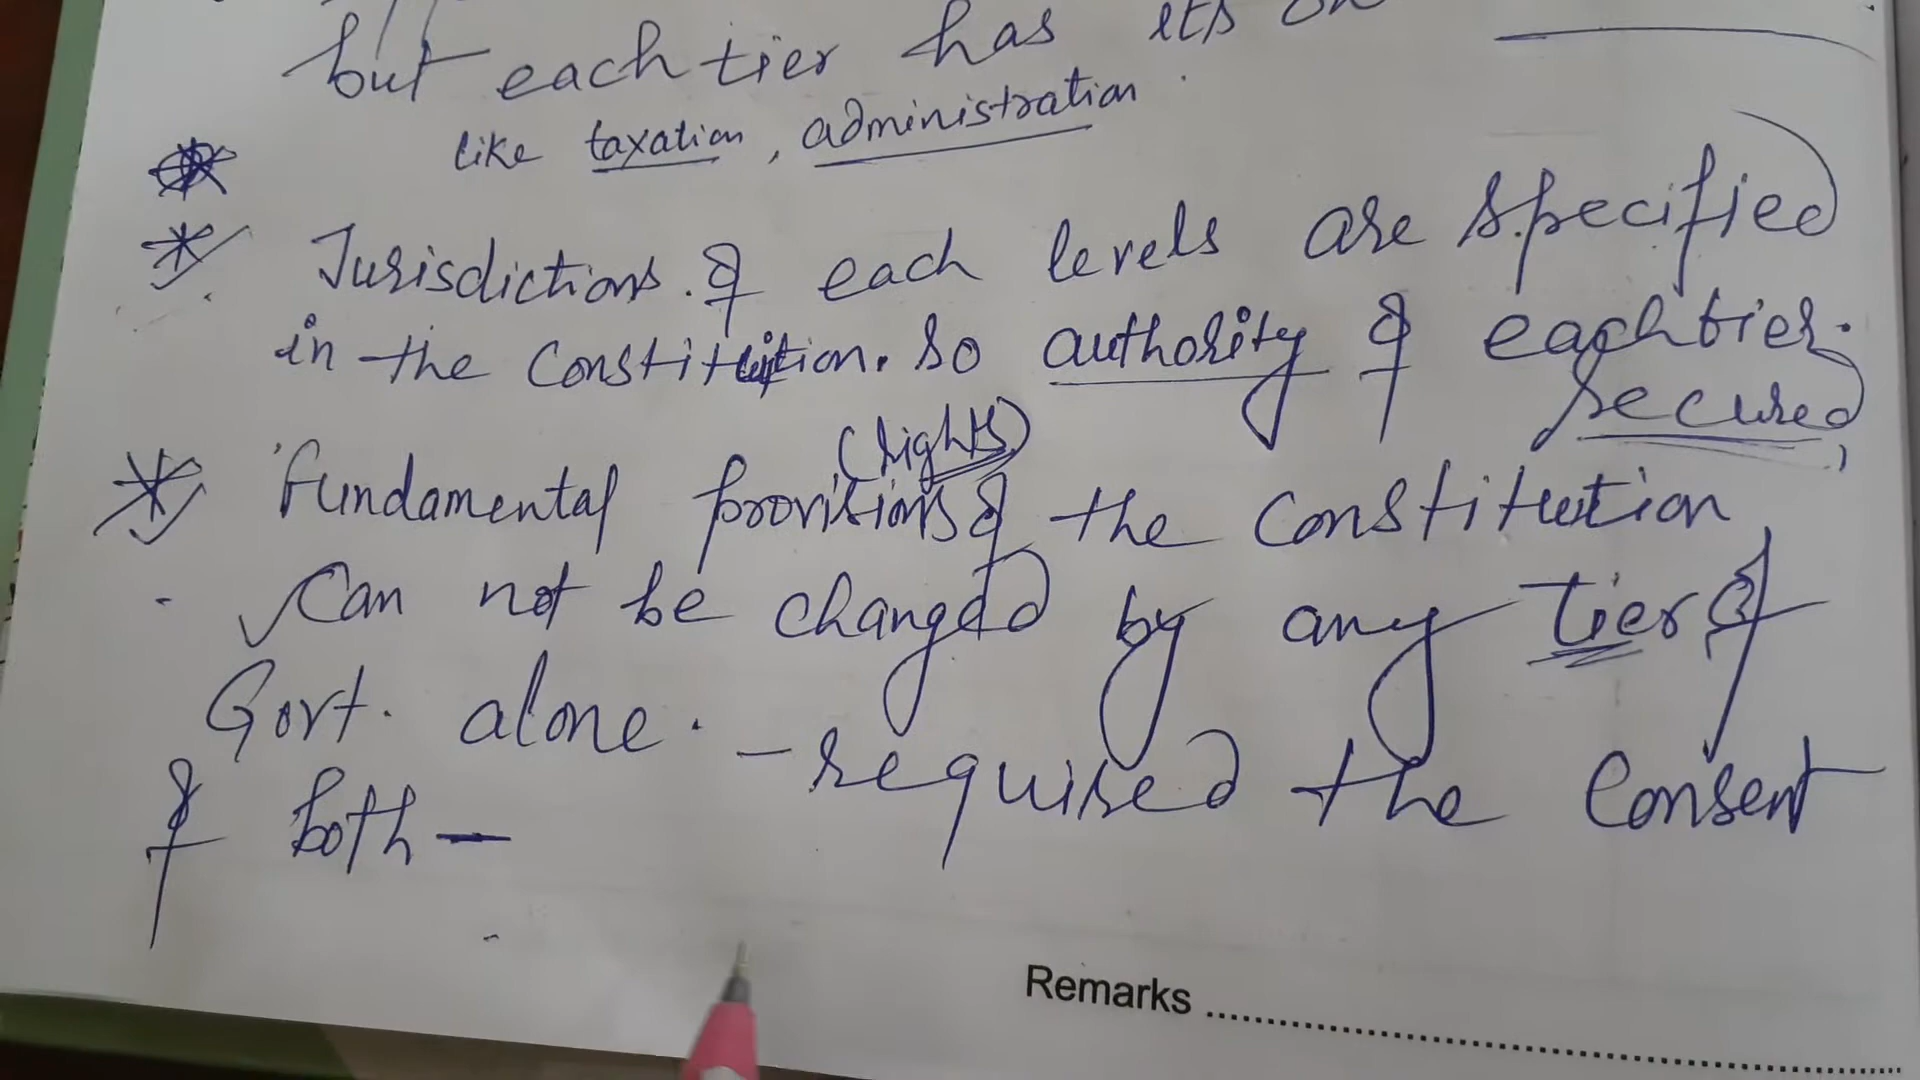 but each tier has its
like taxation, administration.
Jurisdictions of each levels are specified
in the constitution. So authority of each tier.
secured
(rights)
Fundamental provisions of the constitution
Can not be changed by any tier of
Govt. alone. - required the consent
of both -
Remarks